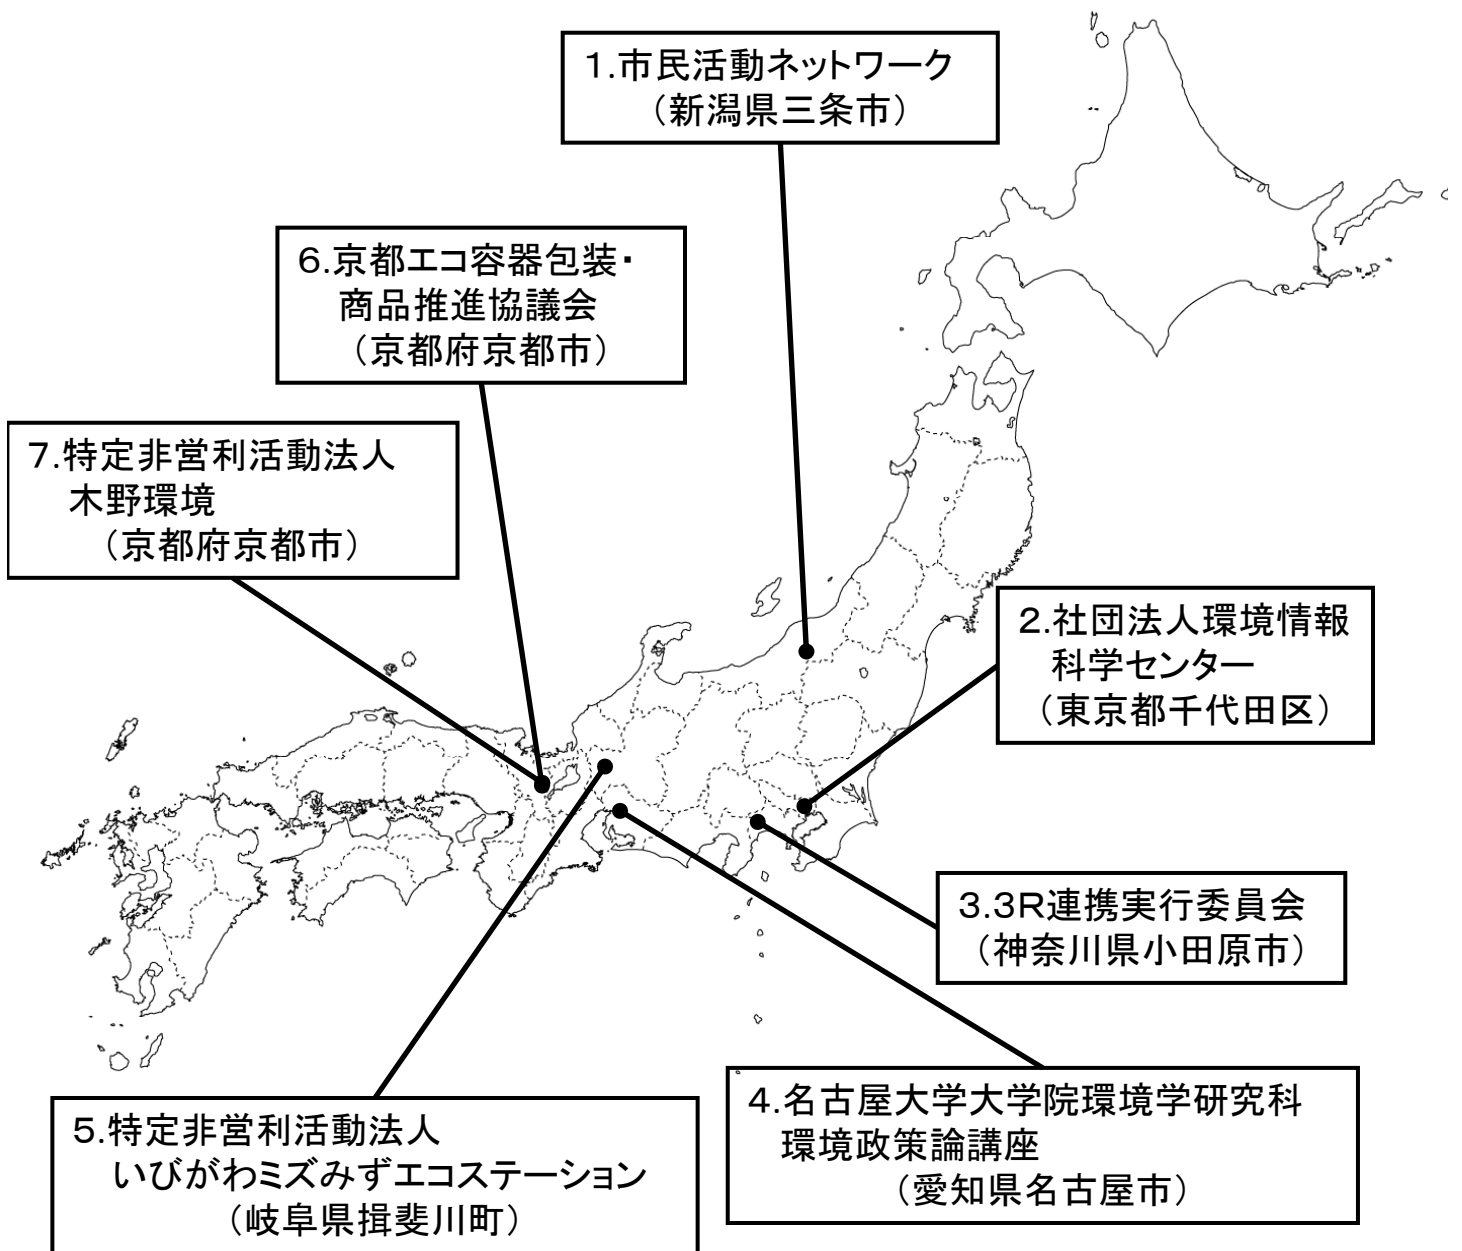 1.市民活動ネットワーク
（新潟県三条市）
6.京都エコ容器包装・
商品推進協議会
（京都府京都市）
7.特定非営利活動法人
木野環境
（京都府京都市）
2.社団法人環境情報
科学センター
（東京都千代田区）
3.3R連携実行委員会
（神奈川県小田原市）
4.名古屋大学大学院環境学研究科
環境政策論講座
（愛知県名古屋市）
5.特定非営利活動法人
いびがわミズみずエコステーション
（岐阜県揖斐川町）